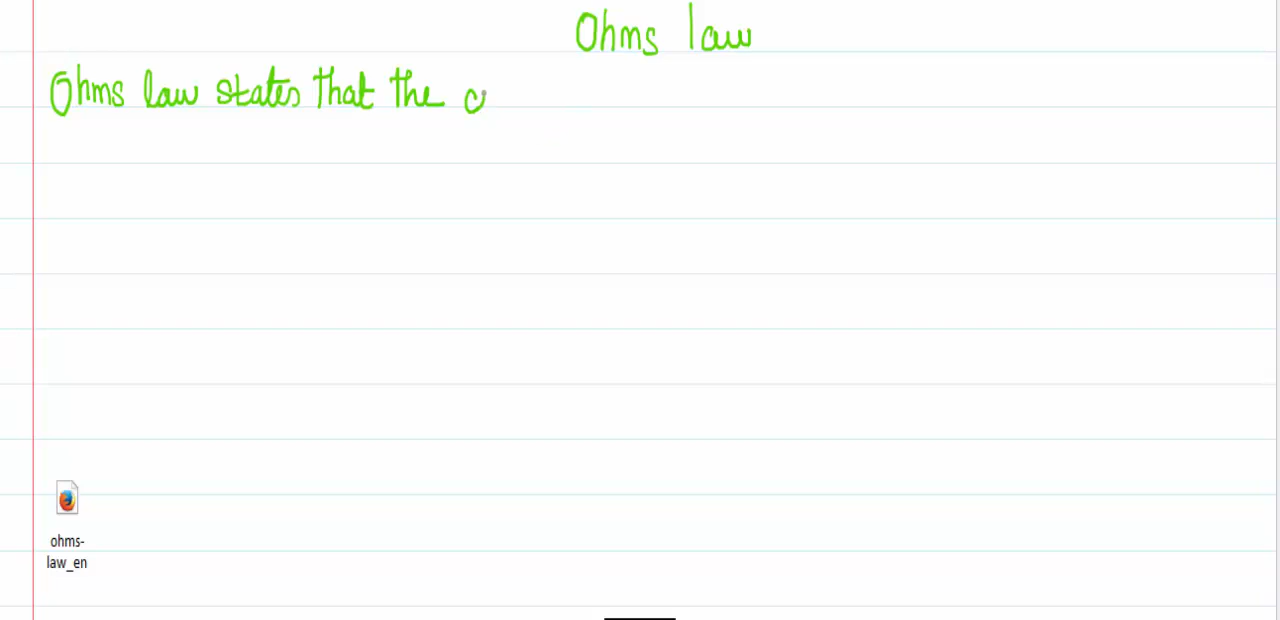 Ohms law
Ohms law states that the c
ohms-
law_en